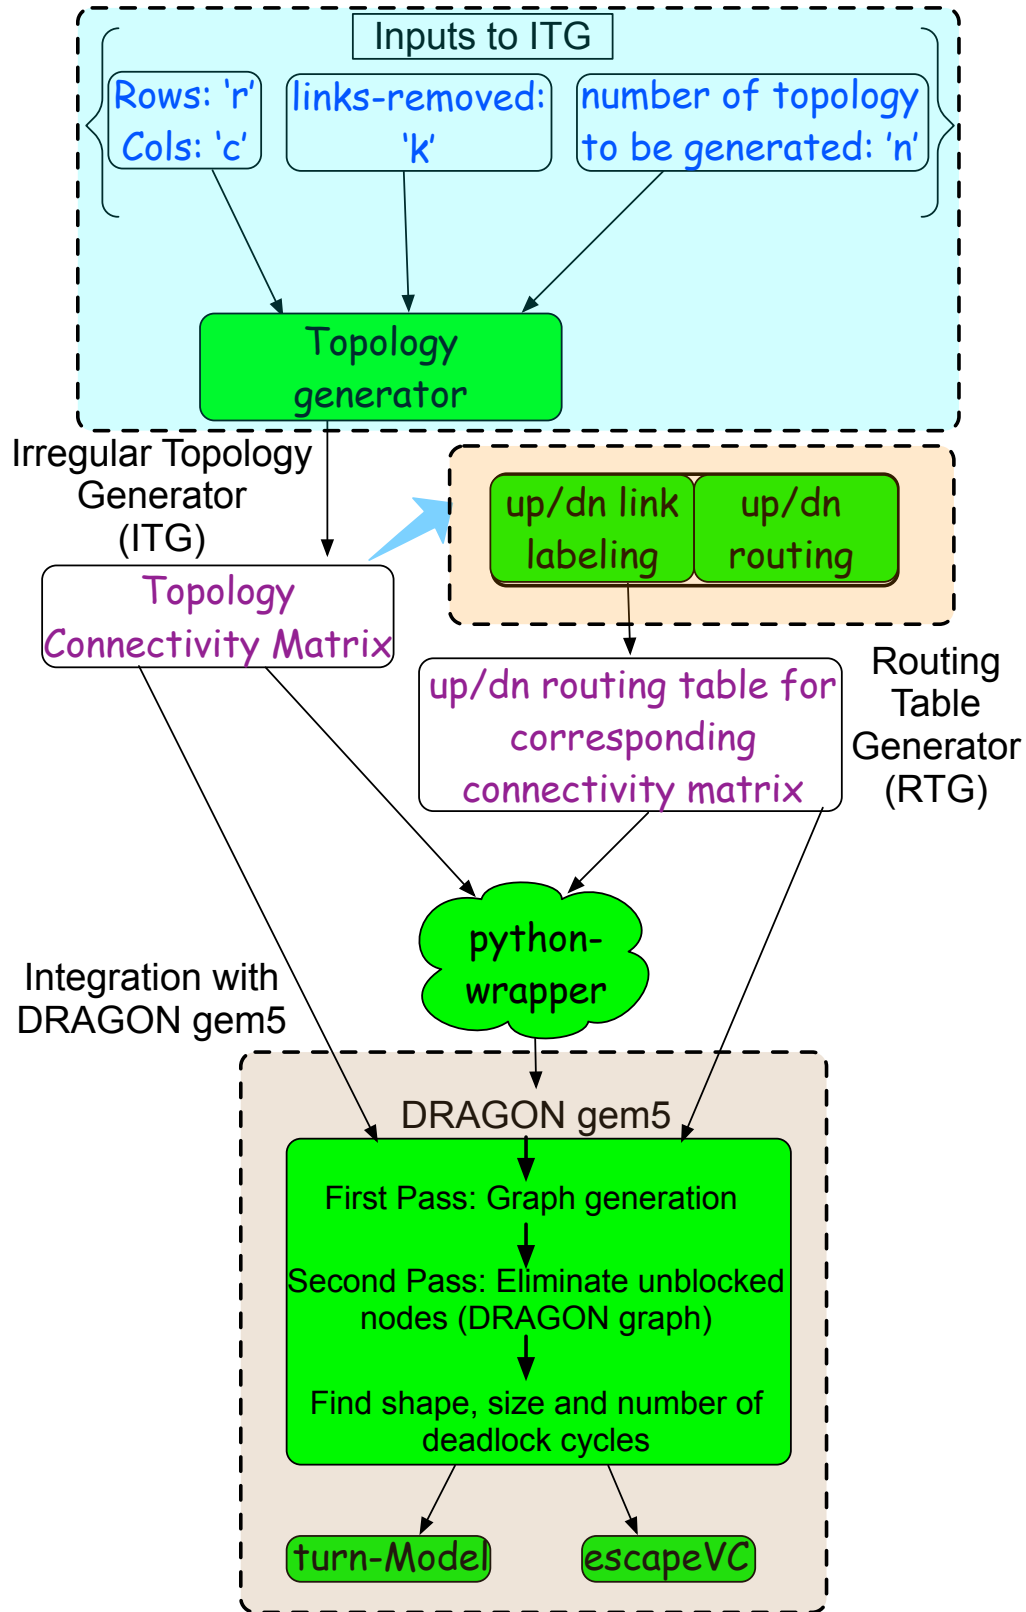 Inputs to ITG
Rows: ‘r’
Cols: ‘c’
links-removed:
‘k’
number of topology
to be generated: ’n’
Topology
generator
Irregular Topology
Generator
(ITG)
up/dn link
labeling
up/dn
routing
Topology
Connectivity Matrix
up/dn routing table for
corresponding
connectivity matrix
Routing
Table
Generator
(RTG)
python-
wrapper
Integration with
DRAGON gem5
DRAGON gem5
First Pass: Graph generation
Second Pass: Eliminate unblocked
nodes (DRAGON graph)
Find shape, size and number of
deadlock cycles
turn-Model
escapeVC